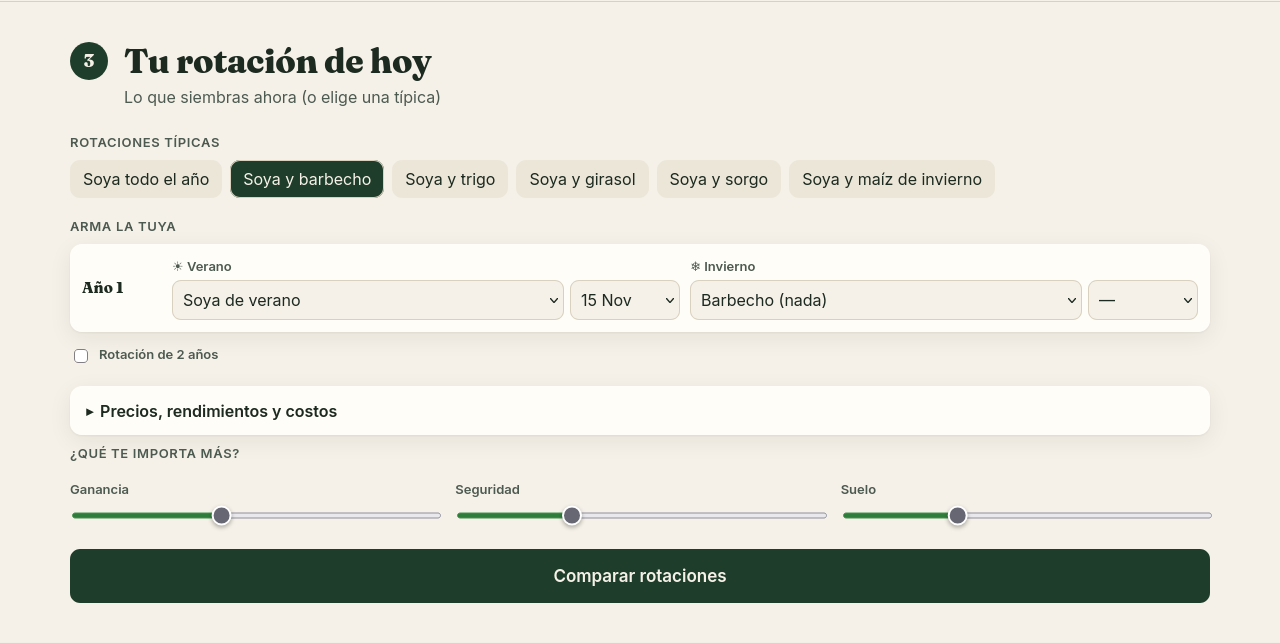 3
Tu rotación de hoy
Lo que siembras ahora (o elige una típica)
ROTACIONES TÍPICAS
Soya todo el año
Soya y barbecho
Soya y trigo
Soya y girasol
Soya y sorgo
Soya y maíz de invierno
ARMA LA TUYA
Año 1
☀ Verano
Soya de verano
15 Nov
❄ Invierno
Barbecho (nada)
—
Rotación de 2 años
▸ Precios, rendimientos y costos
¿QUÉ TE IMPORTA MÁS?
Ganancia
Seguridad
Suelo
Comparar rotaciones